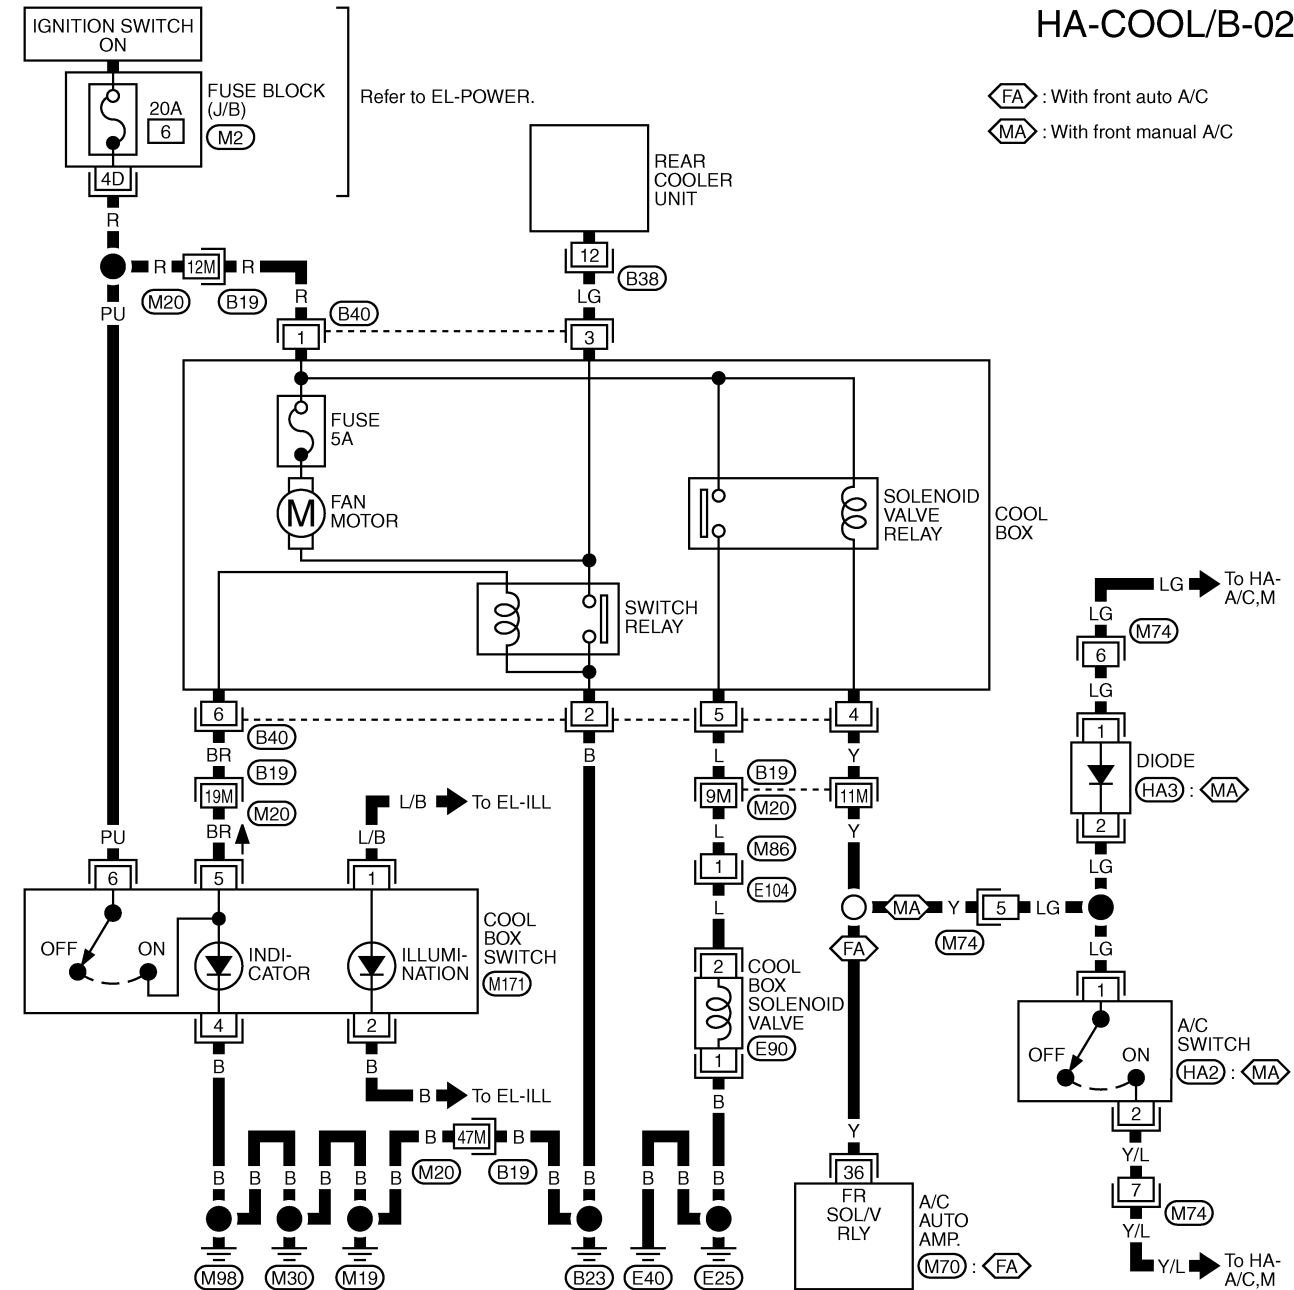 HA-COOL/B-02
IGNITION SWITCH
ON
FUSE BLOCK
(J/B)
20A
6
M2
Refer to EL-POWER.
FA : With front auto A/C
MA : With front manual A/C
4D
R
REAR
COOLER
UNIT
12
B38
R 12M R
M20 B19
LG
R
B40
PU
1
3
FUSE
5A
M
FAN
MOTOR
SOLENOID
VALVE
RELAY
COOL
BOX
SWITCH
RELAY
LG To HA-
A/C,M
LG
M74
6
LG
6 2 5 4
B40
BR B L Y
1
B19 B19
DIODE
HA3 : MA
19M 9M 11M
M20 M20
L/B To EL-ILL
BR L/B L Y
2
PU
M86
LG
6 5 1 1
E104
L
MA Y 5 LG
M74
FA
LG
COOL
BOX
SWITCH
M171
OFF ON
INDI-
CATOR
ILLUMI-
NATION
2
COOL
BOX
SOLENOID
VALVE
E90
1
1
A/C
SWITCH
HA2 : MA
OFF ON
4 2
B B
B To EL-ILL
B
2
Y/L
B 47M B
M20 B19
Y
B B B B B B B B B B B
36
FR
SOL/V
RLY
A/C
AUTO
AMP.
M70 : FA
7
M74
Y/L
Y/L To HA-
A/C,M
M98 M30 M19 B23 E40 E25